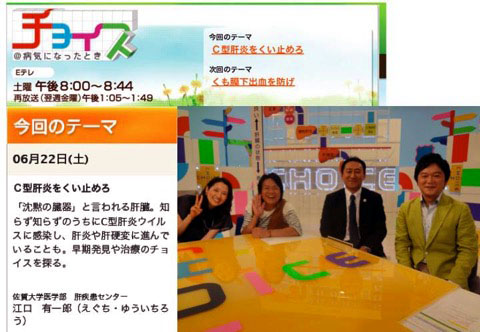 チョイス
@病気になったとき
Eテレ
土曜 午後8:00〜8:44
再放送(翌週金曜)午後1:05〜1:49
今回のテーマ
C型肝炎をくい止めろ
次回のテーマ
くも膜下出血を防げ
今回のテーマ
06月22日(土)
C型肝炎をくい止めろ
「沈黙の臓器」と言われる肝臓。知
らず知らずのうちにC型肝炎ウイル
スに感染し、肝炎や肝硬変に進んで
いることも。早期発見や治療のチョ
イスを探る。
佐賀大学医学部 肝疾患センター
江口 有一郎(えぐち・ゆういちろ
う)
CHOICE
CHOICE